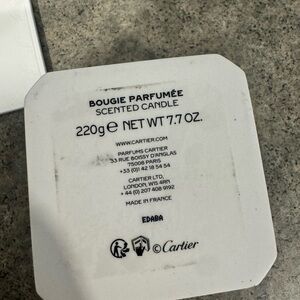 BOUGIE PARFUMÉE
SCENTED CANDLE
220g℮ NET WT 7.7 OZ.
WWW.CARTIER.COM
PARFUMS CARTIER
33 RUE BOISSY D'ANGLAS
75008 PARIS
+33 (0)1 42 18 54 54
CARTIER LTD,
LONDON, W1S 4RN
+ 44 (0) 207 408 9192
MADE IN FRANCE
EDABA
©Cartier